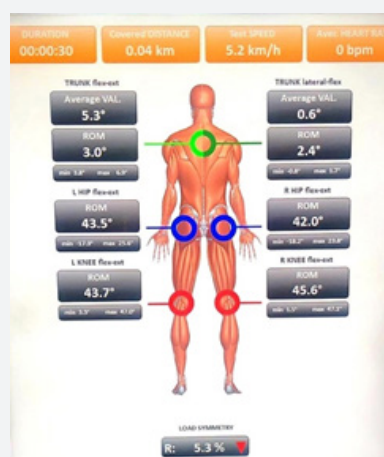 DURATION
00:00:30
Covered DISTANCE
0.04 km
SPEED
5.2 km/h
Aver. HEART RA
0 bpm
TRUNK flex-ext
Average VAL.
5.3°
ROM
3.0°
TRUNK lateral-flex
Average VAL.
0.6°
ROM
2.4°
L HIP flex-ext
ROM
43.5°
R HIP flex-ext
ROM
42.0°
L KNEE flex-ext
ROM
43.7°
R KNEE flex-ext
ROM
45.6°
LOAD SYMMETRY
R: 5.3 %